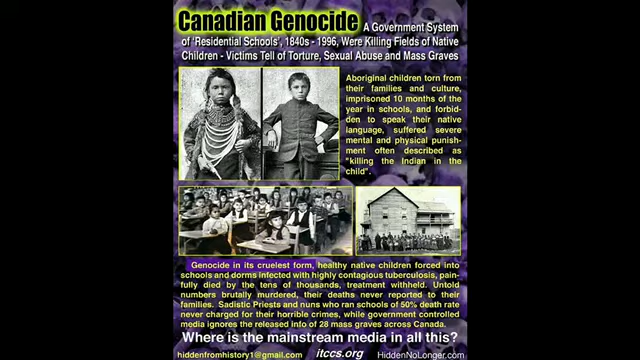 Canadian Genocide A Government System
of 'Residential Schools', 1840s - 1996, Were Killing Fields of Native
Children - Victims Tell of Torture, Sexual Abuse and Mass Graves
Aboriginal children torn from
their families and culture,
imprisoned 10 months of the
year in schools, and forbid-
den to speak their native
language, suffered severe
mental and physical punish-
ment often described as
"killing the Indian in the
child".
Genocide in its cruelest form, healthy native children forced into
schools and dorms infected with highly contagious tuberculosis, pain-
fully died by the tens of thousands, treatment withheld. Untold
numbers brutally murdered, their deaths never reported to their
families. Sadistic Priests and nuns who ran schools of 50% death rate
never charged for their horrible crimes, while government controlled
media ignores the released info of 28 mass graves across Canada.
Where is the mainstream media in all this?
hiddenfromhistory1@gmail.com itccs.org HiddenNoLonger.com